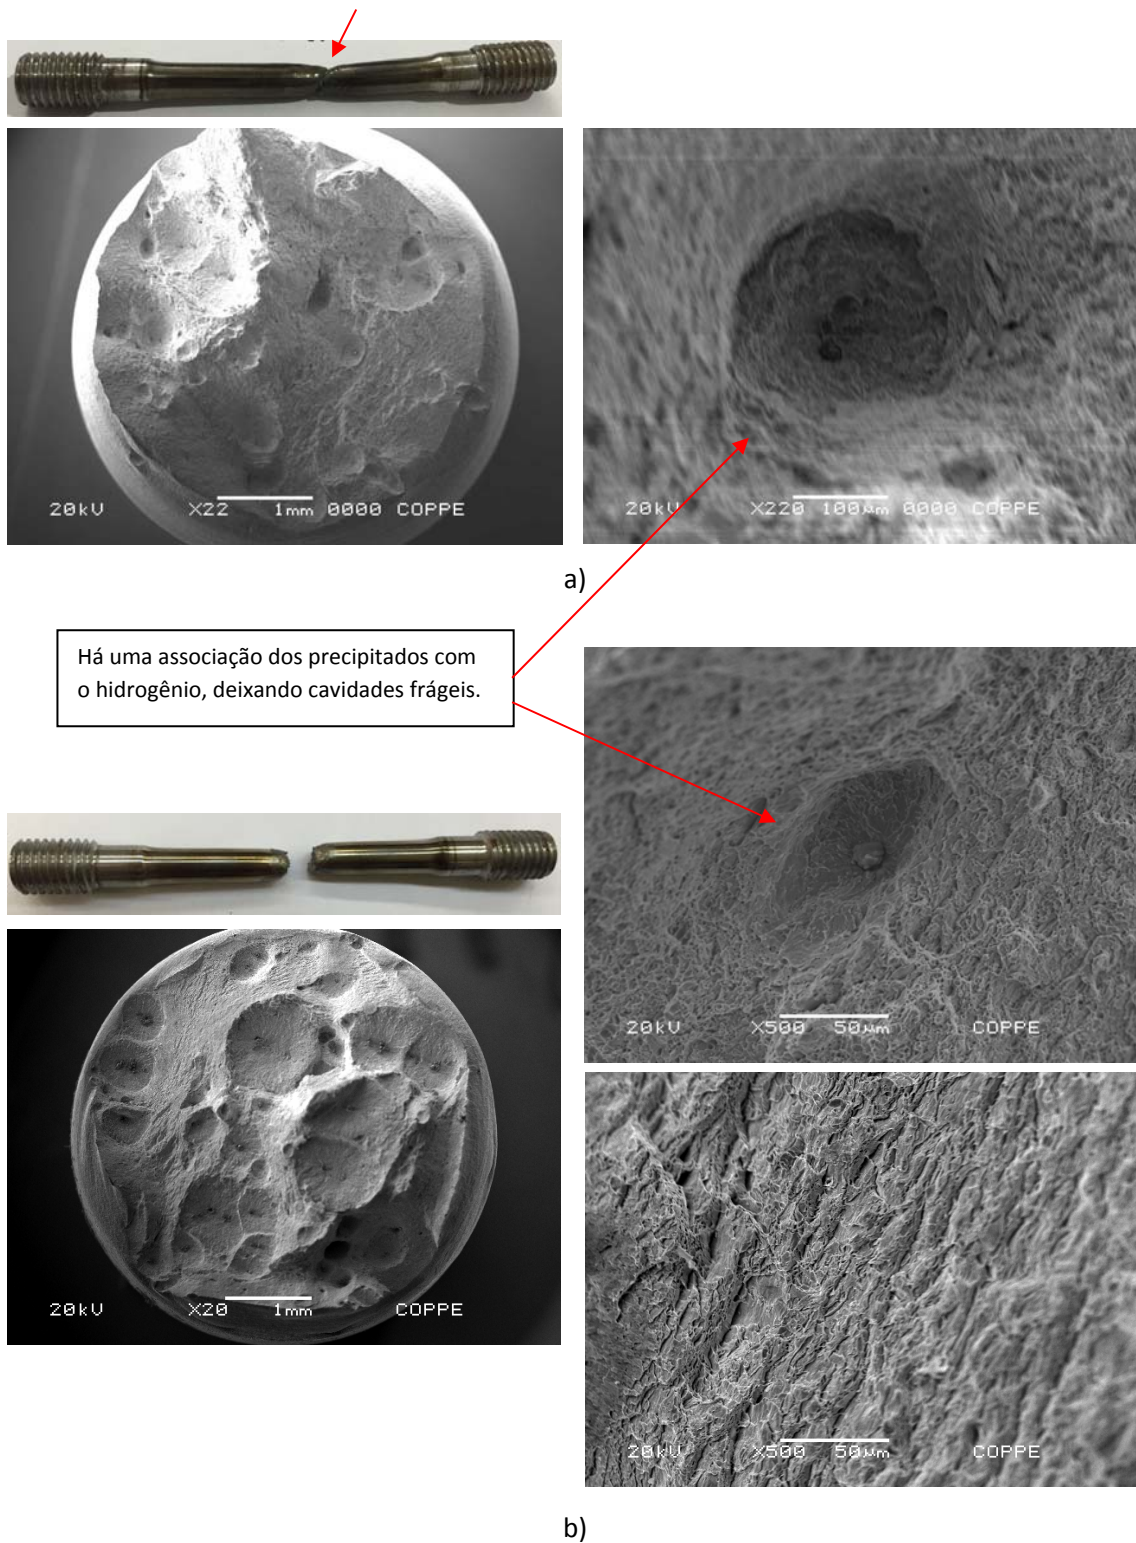 20kV X22 1mm 0000 COPPE
20kV X220 100µm 0000 COPPE
a)
Há uma associação dos precipitados com
o hidrogênio, deixando cavidades frágeis.
20kV X500 50µm COPPE
20kV X20 1mm COPPE
20kV X500 50µm COPPE
b)